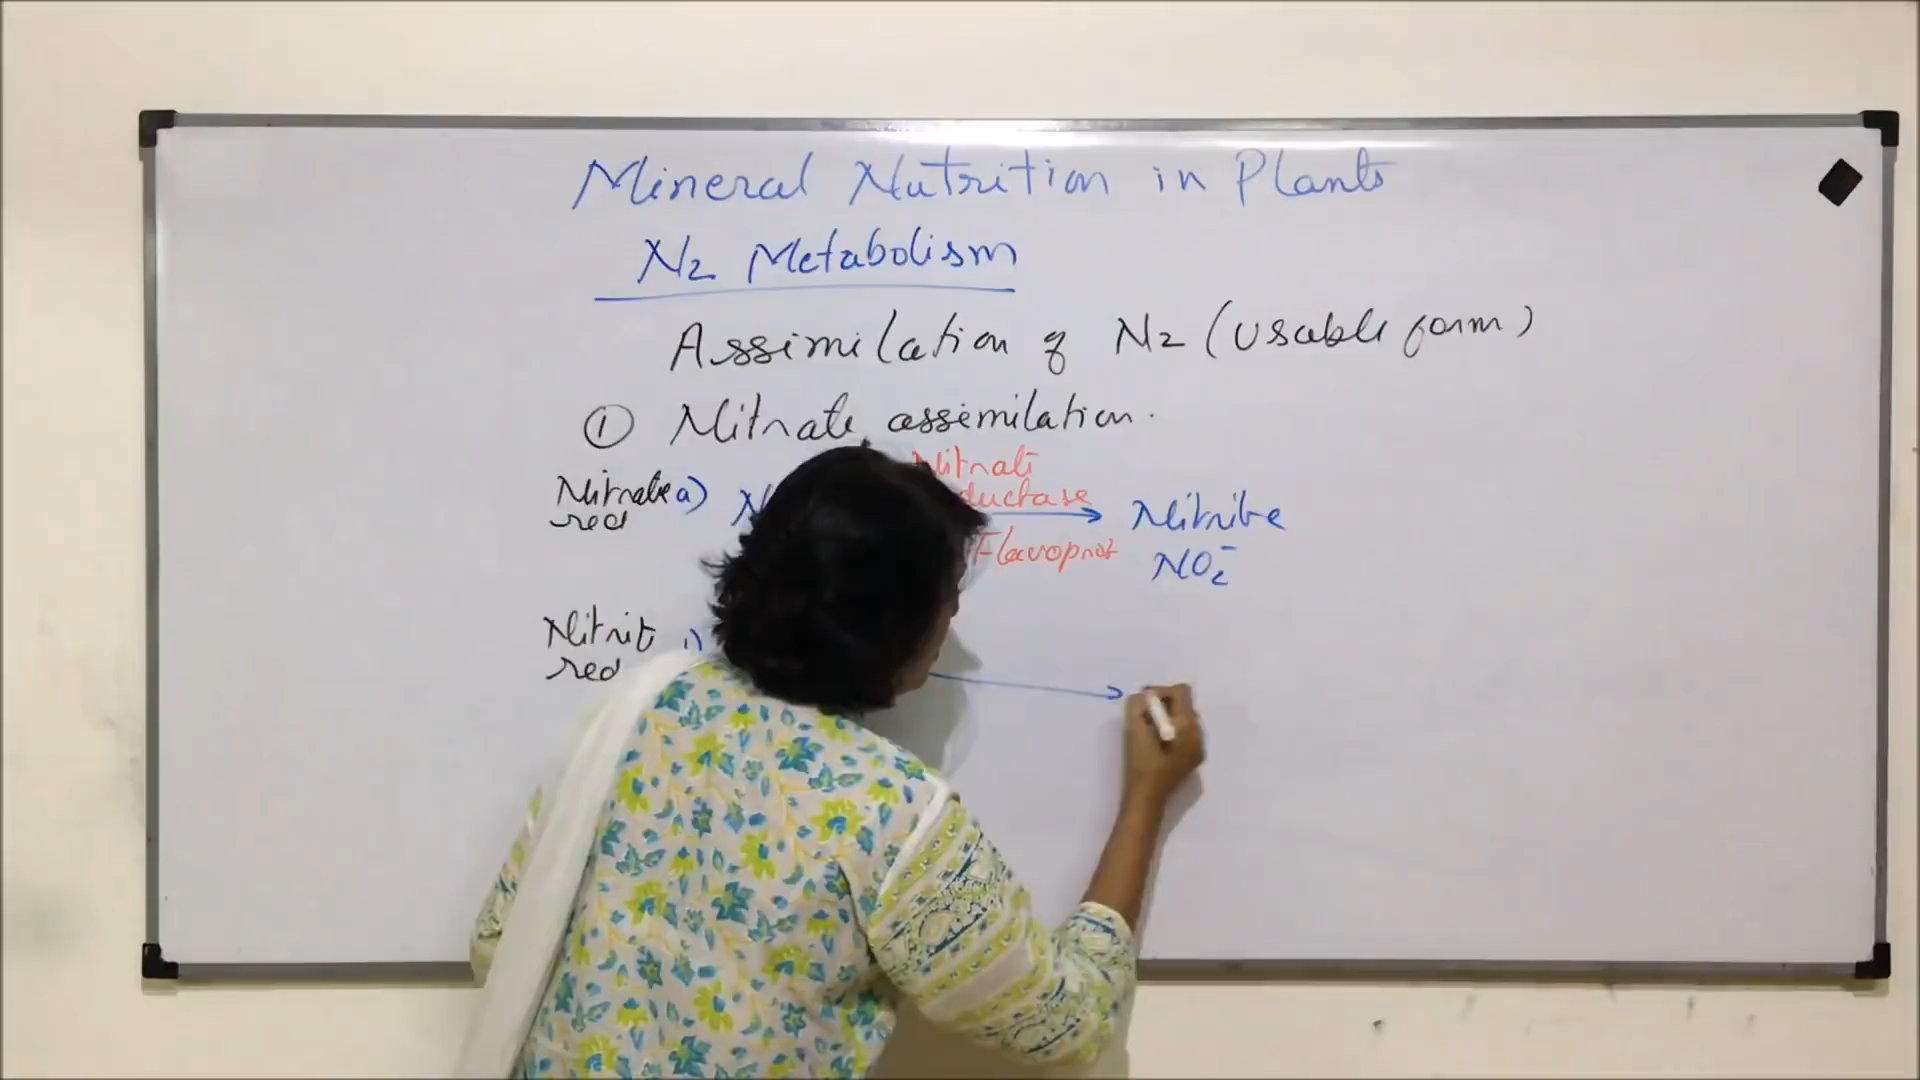 Mineral Nutrition in Plants
N2 Metabolism
Assimilation of N2 (Usable form)
① Nitrate assimilation.
Nitrate
Nitrate a)
red
Nitrite
Flavoprot
NO2-
Nitrit
red